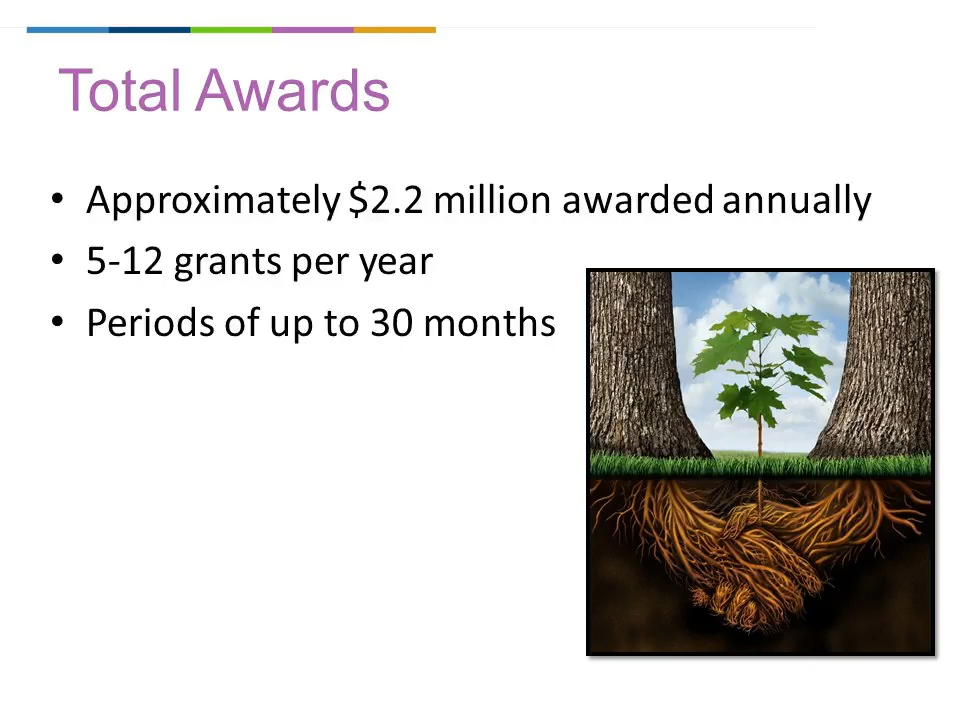 Total Awards
• Approximately $2.2 million awarded annually
• 5-12 grants per year
• Periods of up to 30 months